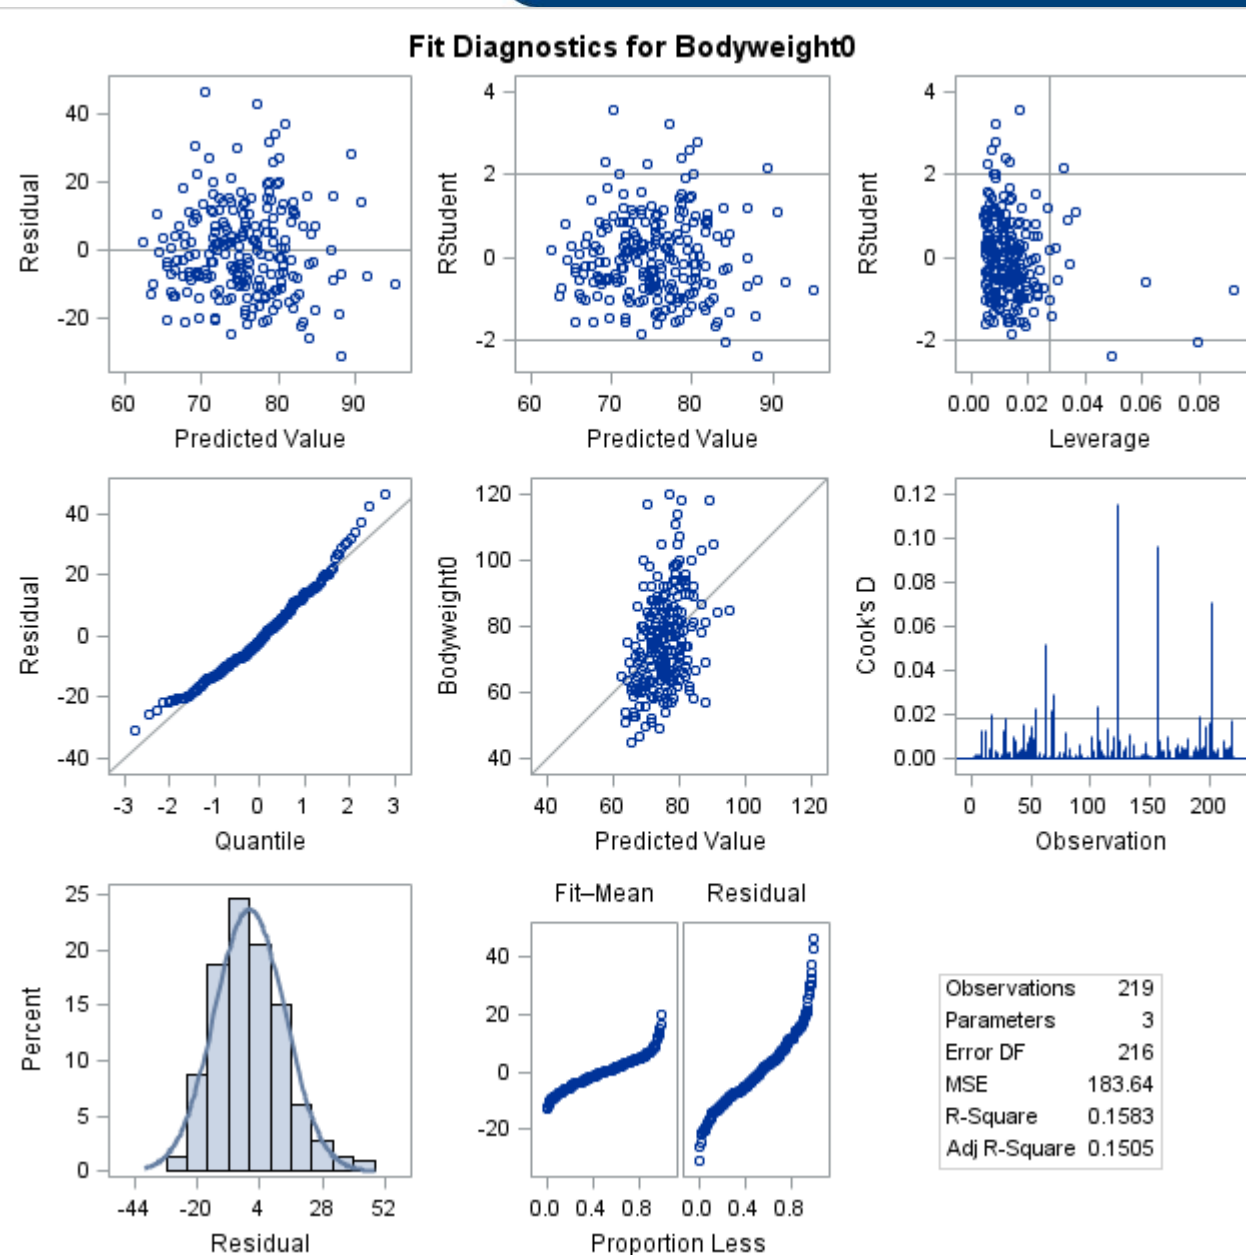 Fit Diagnostics for Bodyweight0
40
20
0
-20
Residual
60 70 80 90
Predicted Value
4
2
0
-2
RStudent
60 70 80 90
Predicted Value
4
2
0
-2
RStudent
0.00 0.02 0.04 0.06 0.08
Leverage
40
20
0
-20
-40
Residual
-3 -2 -1 0 1 2 3
Quantile
120
100
80
60
40
Bodyweight0
40 60 80 100 120
Predicted Value
0.12
0.10
0.08
0.06
0.04
0.02
0.00
Cook's D
0 50 100 150 200
Observation
25
20
15
10
5
0
Percent
-44 -20 4 28 52
Residual
Fit–Mean Residual
40
20
0
-20
0.0 0.4 0.8 0.0 0.4 0.8
Proportion Less
Observations 219
Parameters 3
Error DF 216
MSE 183.64
R-Square 0.1583
Adj R-Square 0.1505